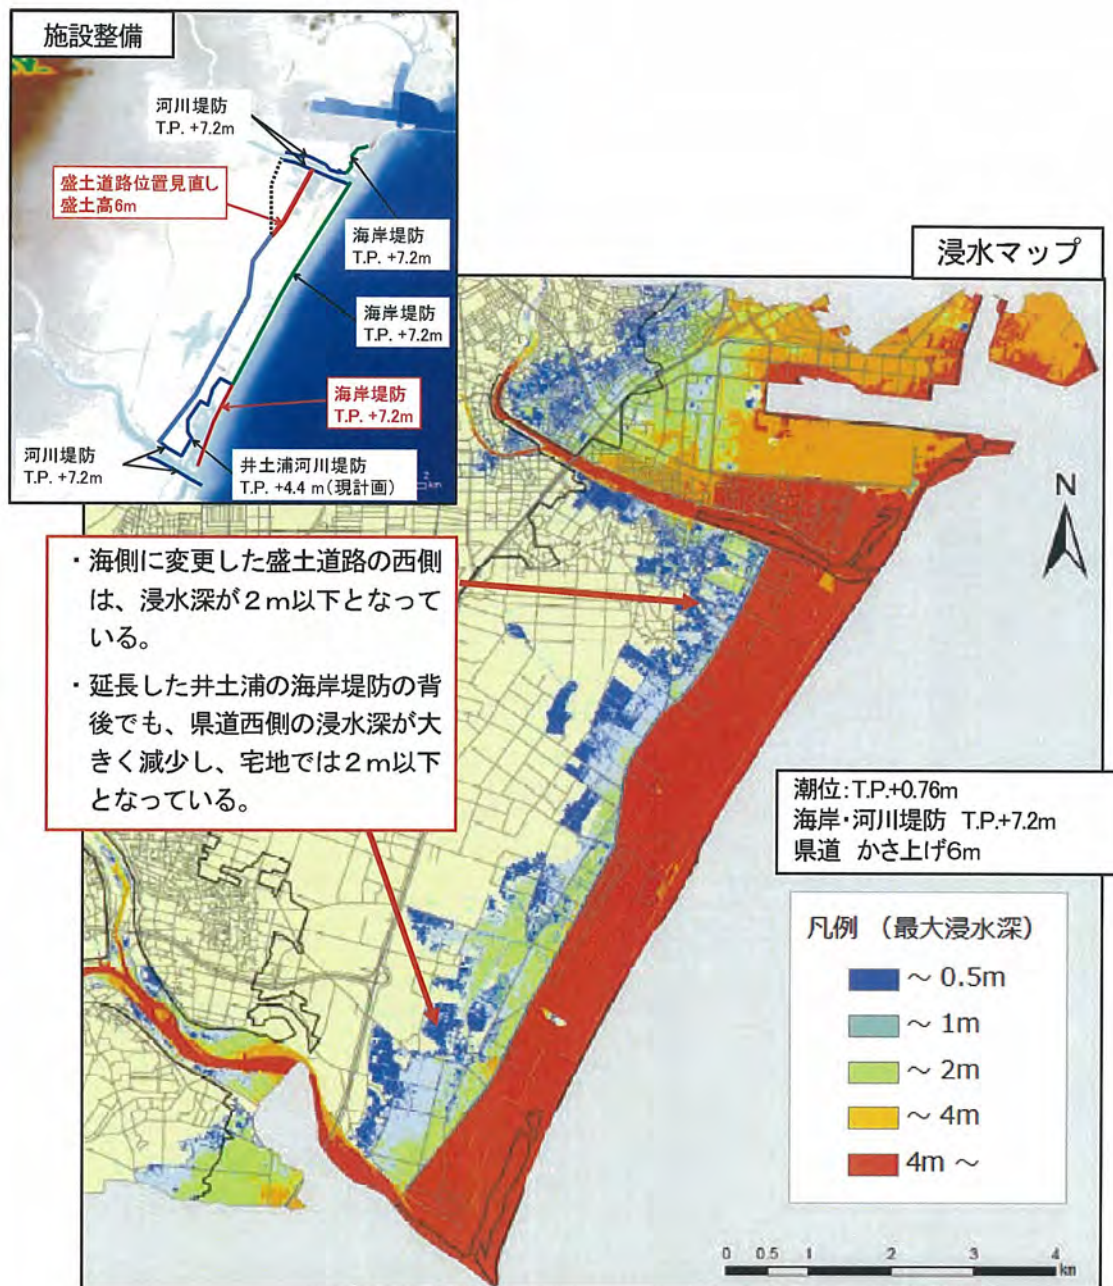 施設整備
河川堤防
T.P. +7.2m
盛土道路位置見直し
盛土高6m
海岸堤防
T.P. +7.2m
海岸堤防
T.P. +7.2m
海岸堤防
T.P. +7.2m
河川堤防
T.P. +7.2m
井土浦河川堤防
T.P. +4.4 m(現計画)
2
km
浸水マップ
N
・海側に変更した盛土道路の西側
は、浸水深が2m以下となって
いる。
・延長した井土浦の海岸堤防の背
後でも、県道西側の浸水深が大
きく減少し、宅地では2m以下
となっている。
潮位:T.P.+0.76m
海岸・河川堤防 T.P.+7.2m
県道 かさ上げ6m
凡例 (最大浸水深)
～ 0.5m
～ 1m
～ 2m
～ 4m
4m ～
0 0.5 1 2 3 4
km